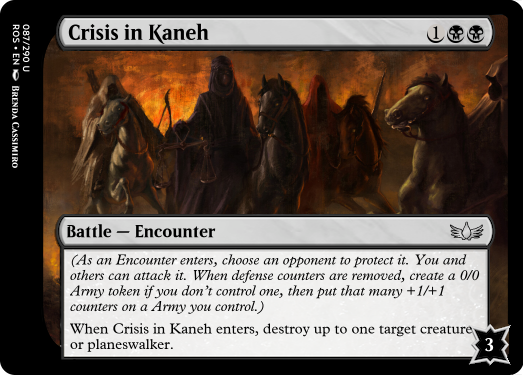 Crisis in Kaneh
1
Battle — Encounter
(As an Encounter enters, choose an opponent to protect it. You and
others can attack it. When defense counters are removed, create a 0/0
Army token if you don't control one, then put that many +1/+1
counters on a Army you control.)
When Crisis in Kaneh enters, destroy up to one target creature
or planeswalker.
3
087/290 U
ROS • EN Brenda Cassimiro